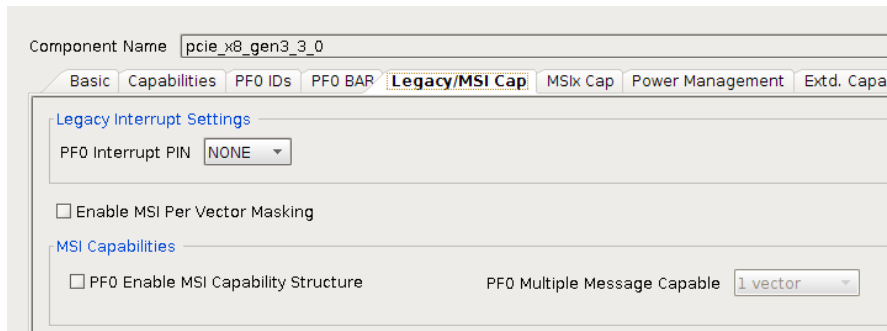 Component Name pcie_x8_gen3_3_0
Basic Capabilities PF0 IDs PF0 BAR Legacy/MSI Cap MSIx Cap Power Management Extd. Capa
Legacy Interrupt Settings
PF0 Interrupt PIN NONE
Enable MSI Per Vector Masking
MSI Capabilities
PF0 Enable MSI Capability Structure PF0 Multiple Message Capable 1 vector